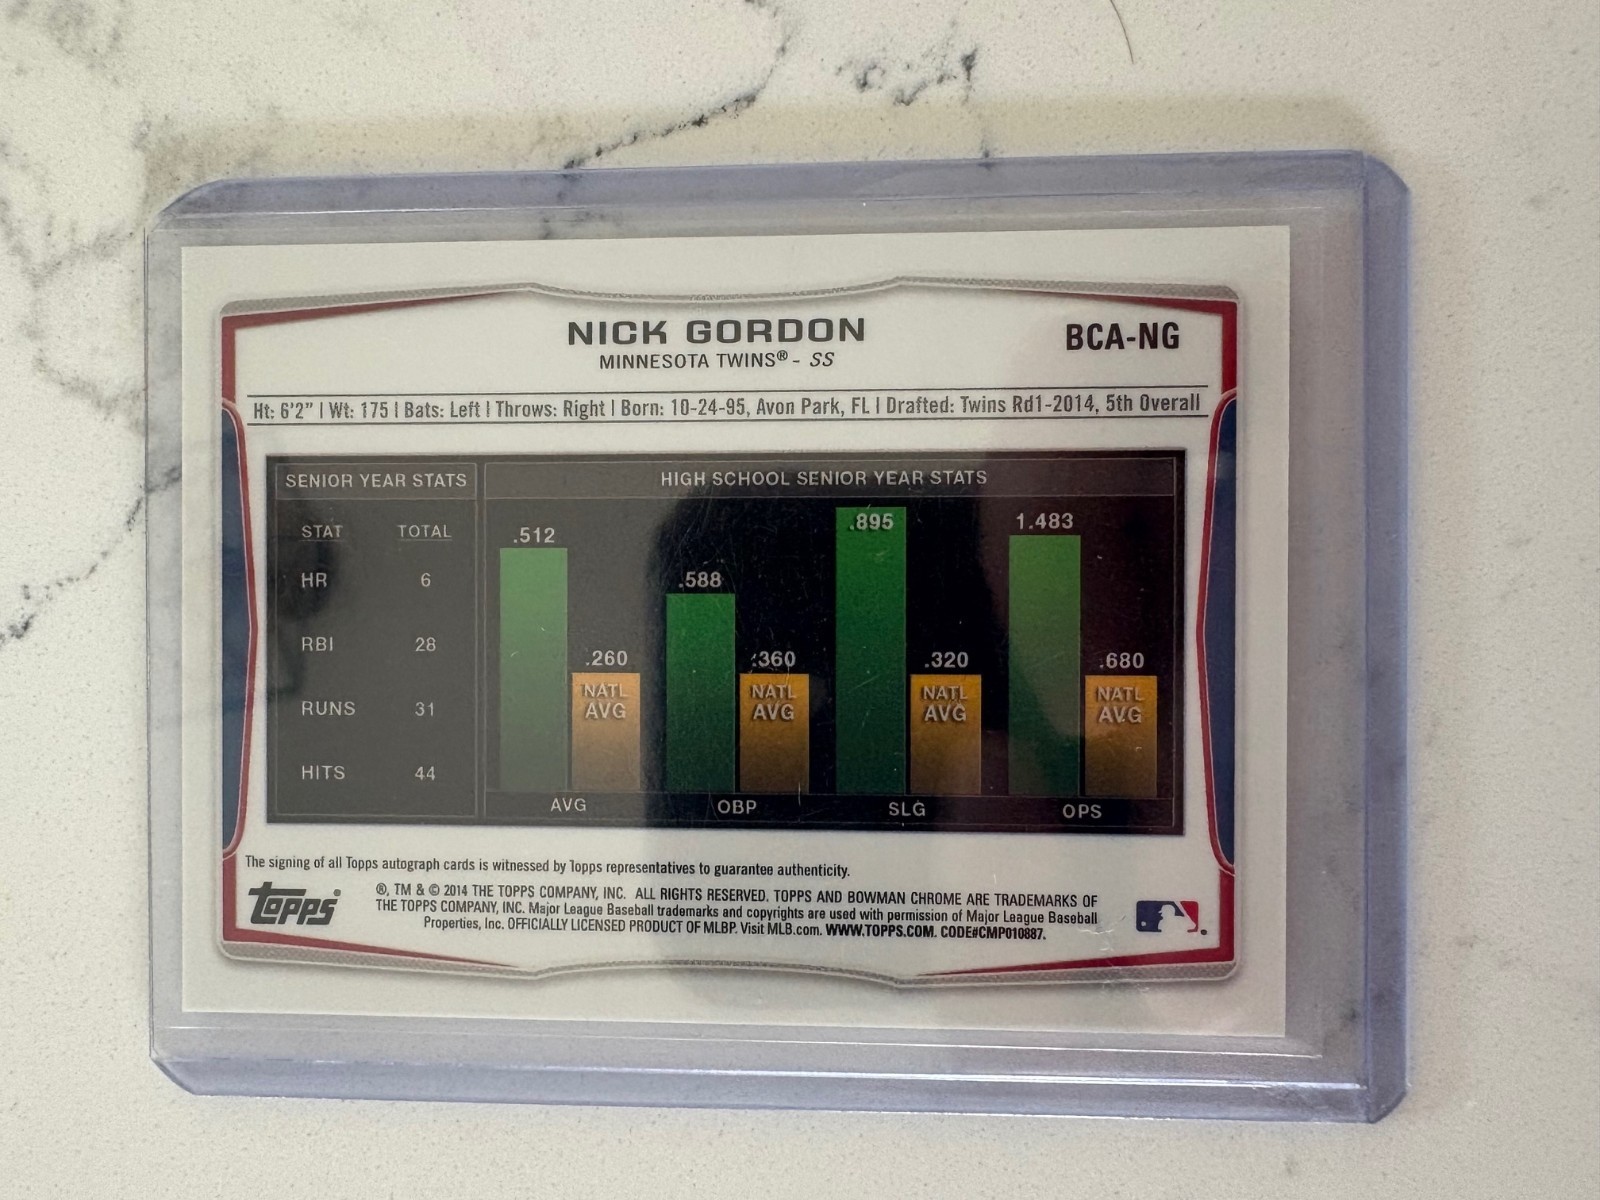 NICK GORDON
BCA-NG
MINNESOTA TWINS® - SS
Ht: 6'2" | Wt: 175 | Bats: Left | Throws: Right | Born: 10-24-95, Avon Park, FL | Drafted: Twins Rd1-2014, 5th Overall
SENIOR YEAR STATS
STAT TOTAL
HR 6
RBI 28
RUNS 31
HITS 44
HIGH SCHOOL SENIOR YEAR STATS
.512 .588 .895 1.483
.260 .360 .320 .680
NATL NATL NATL NATL
AVG AVG AVG AVG
AVG OBP SLG OPS
The signing of all Topps autograph cards is witnessed by Topps representatives to guarantee authenticity.
topps®
®, TM & © 2014 THE TOPPS COMPANY, INC. ALL RIGHTS RESERVED. TOPPS AND BOWMAN CHROME ARE TRADEMARKS OF
THE TOPPS COMPANY, INC. Major League Baseball trademarks and copyrights are used with permission of Major League Baseball
Properties, Inc. OFFICIALLY LICENSED PRODUCT OF MLBP. Visit MLB.com. WWW.TOPPS.COM. CODE#CMP010887.